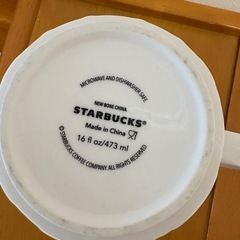 MICROWAVE AND DISHWASHER SAFE.
NEW BONE CHINA
STARBUCKS®
Made in China
16 fl oz/473 ml
© STARBUCKS COFFEE COMPANY. ALL RIGHTS RESERVED.